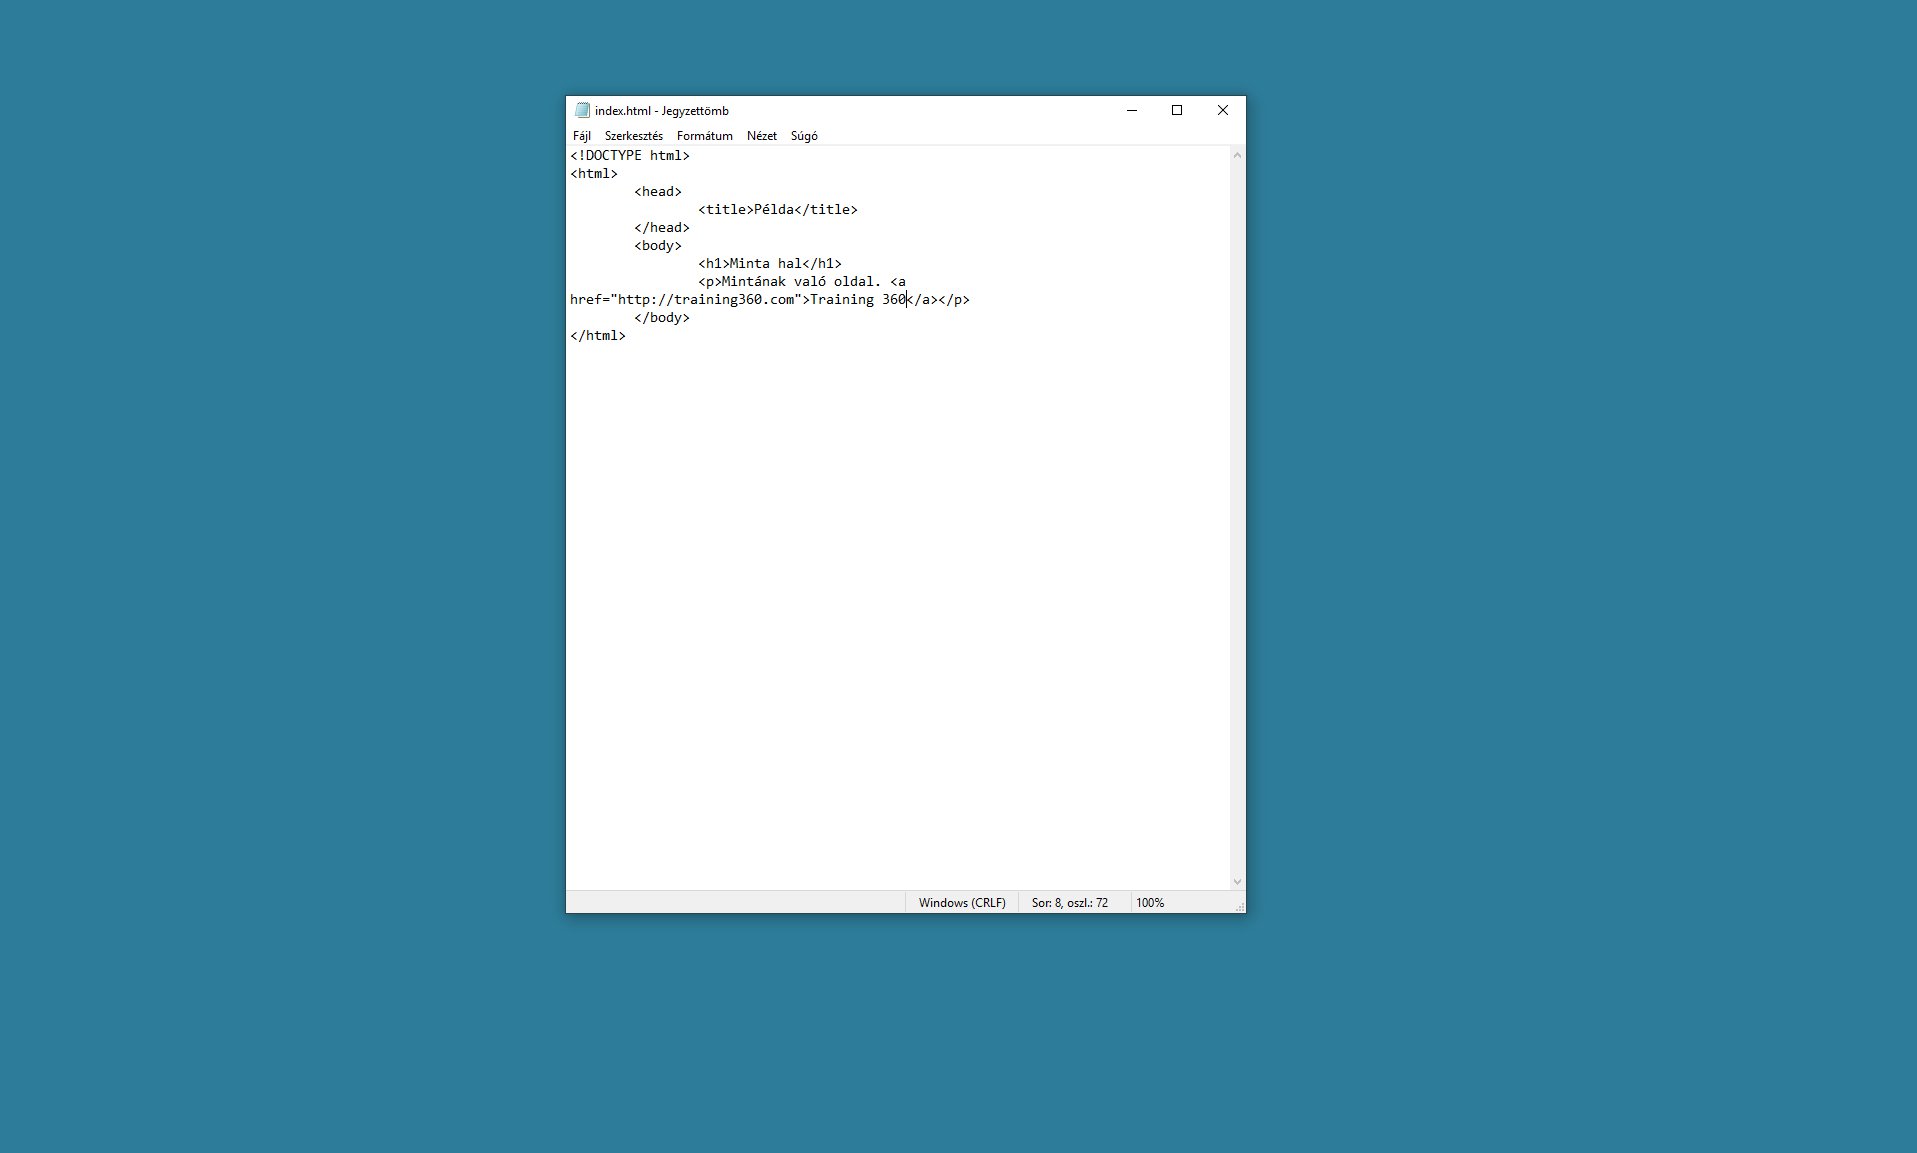 index.html - Jegyzettömb
Fájl Szerkesztés Formátum Nézet Súgó
<!DOCTYPE html>
<html>
<head>
<title>Példa</title>
</head>
<body>
<h1>Minta hal</h1>
<p>Mintának való oldal. <a
href="http://training360.com">Training 360</a></p>
</body>
</html>
Windows (CRLF) Sor: 8, oszl.: 72 100%